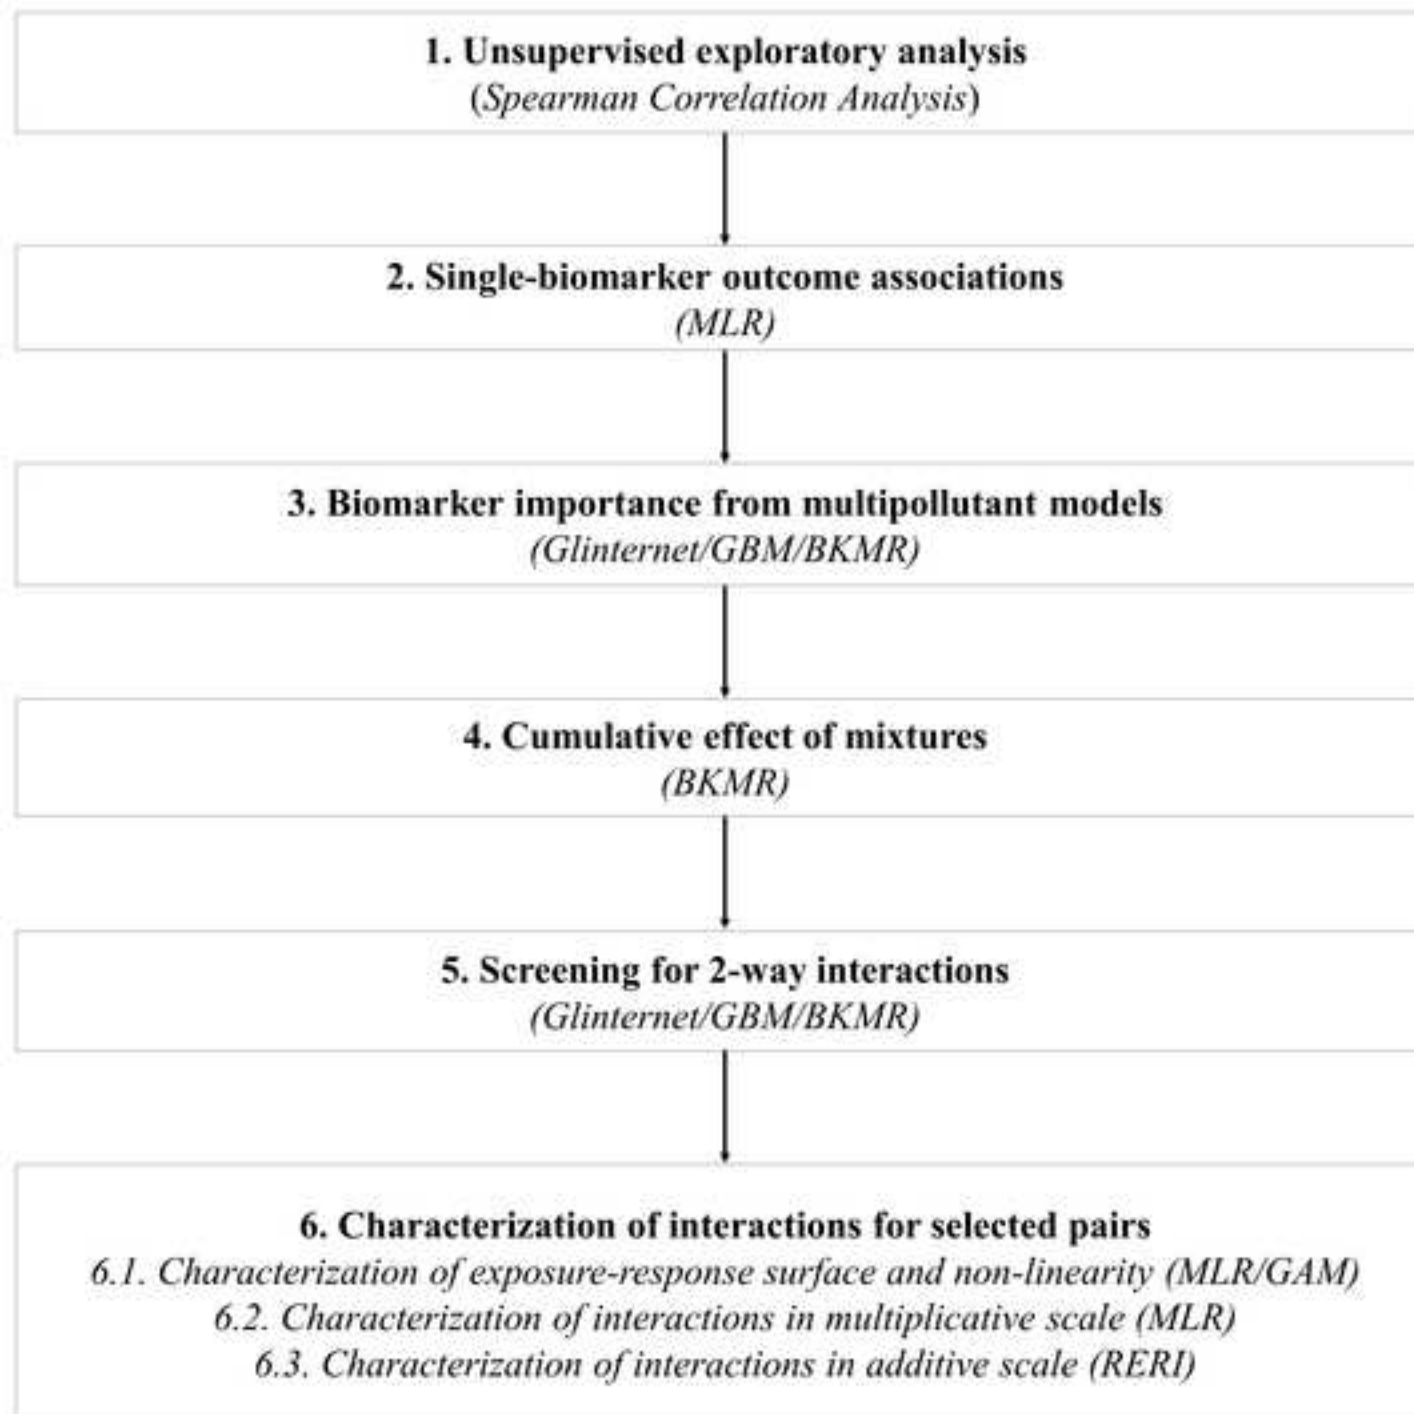 1. Unsupervised exploratory analysis
(Spearman Correlation Analysis)
2. Single-biomarker outcome associations
(MLR)
3. Biomarker importance from multipollutant models
(Glinternet/GBM/BKMR)
4. Cumulative effect of mixtures
(BKMR)
5. Screening for 2-way interactions
(Glinternet/GBM/BKMR)
6. Characterization of interactions for selected pairs
6.1. Characterization of exposure-response surface and non-linearity (MLR/GAM)
6.2. Characterization of interactions in multiplicative scale (MLR)
6.3. Characterization of interactions in additive scale (RERI)